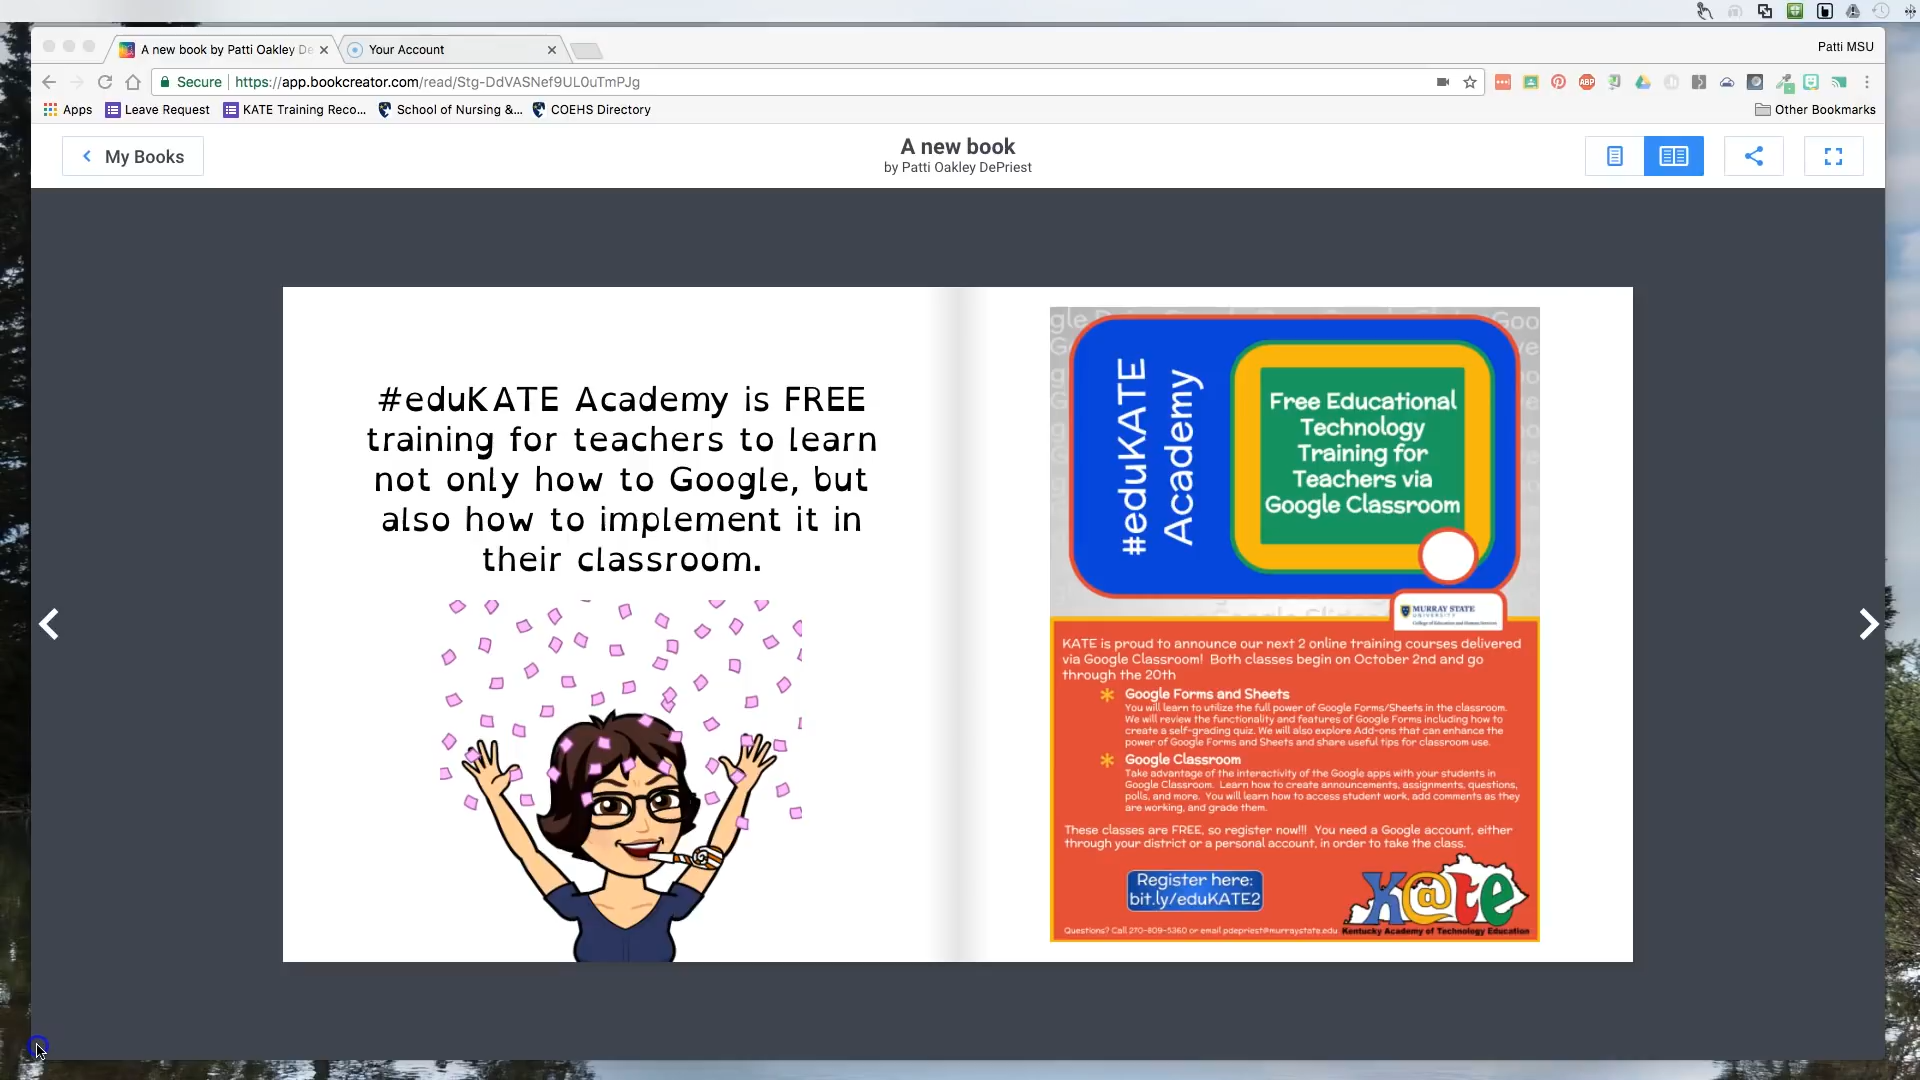 A new book by Patti Oakley De
Your Account
Patti MSU
Secure
https://app.bookcreator.com/read/Stg-DdVASNef9UL0uTmPJg
Apps
Leave Request
KATE Training Reco...
School of Nursing &...
COEHS Directory
Other Bookmarks
My Books
A new book
by Patti Oakley DePriest
#eduKATE Academy is FREE
training for teachers to learn
not only how to Google, but
also how to implement it in
their classroom.
#eduKATE
Academy
Free Educational
Technology
Training for
Teachers via
Google Classroom
MURRAY STATE
UNIVERSITY
College of Education and Human Services
KATE is proud to announce our next 2 online training courses delivered
via Google Classroom! Both classes begin on October 2nd and go
through the 20th
Google Forms and Sheets
You will learn to utilize the full power of Google Forms/Sheets in the classroom.
We will review the functionality and features of Google Forms including how to
create a self-grading quiz. We will also explore Add-ons that can enhance the
power of Google Forms and Sheets and share useful tips for classroom use.
Google Classroom
Take advantage of the interactivity of the Google apps with your students in
Google Classroom. Learn how to create announcements, assignments, questions,
polls, and more. You will learn how to access student work, add comments as they
are working, and grade them.
These classes are FREE, so register now!!! You need a Google account, either
through your district or a personal account, in order to take the class.
Register here:
bit.ly/eduKATE2
K@te
Kentucky Academy of Technology Education
Questions? Call 270-809-5360 or email pdepriest@murraystate.edu